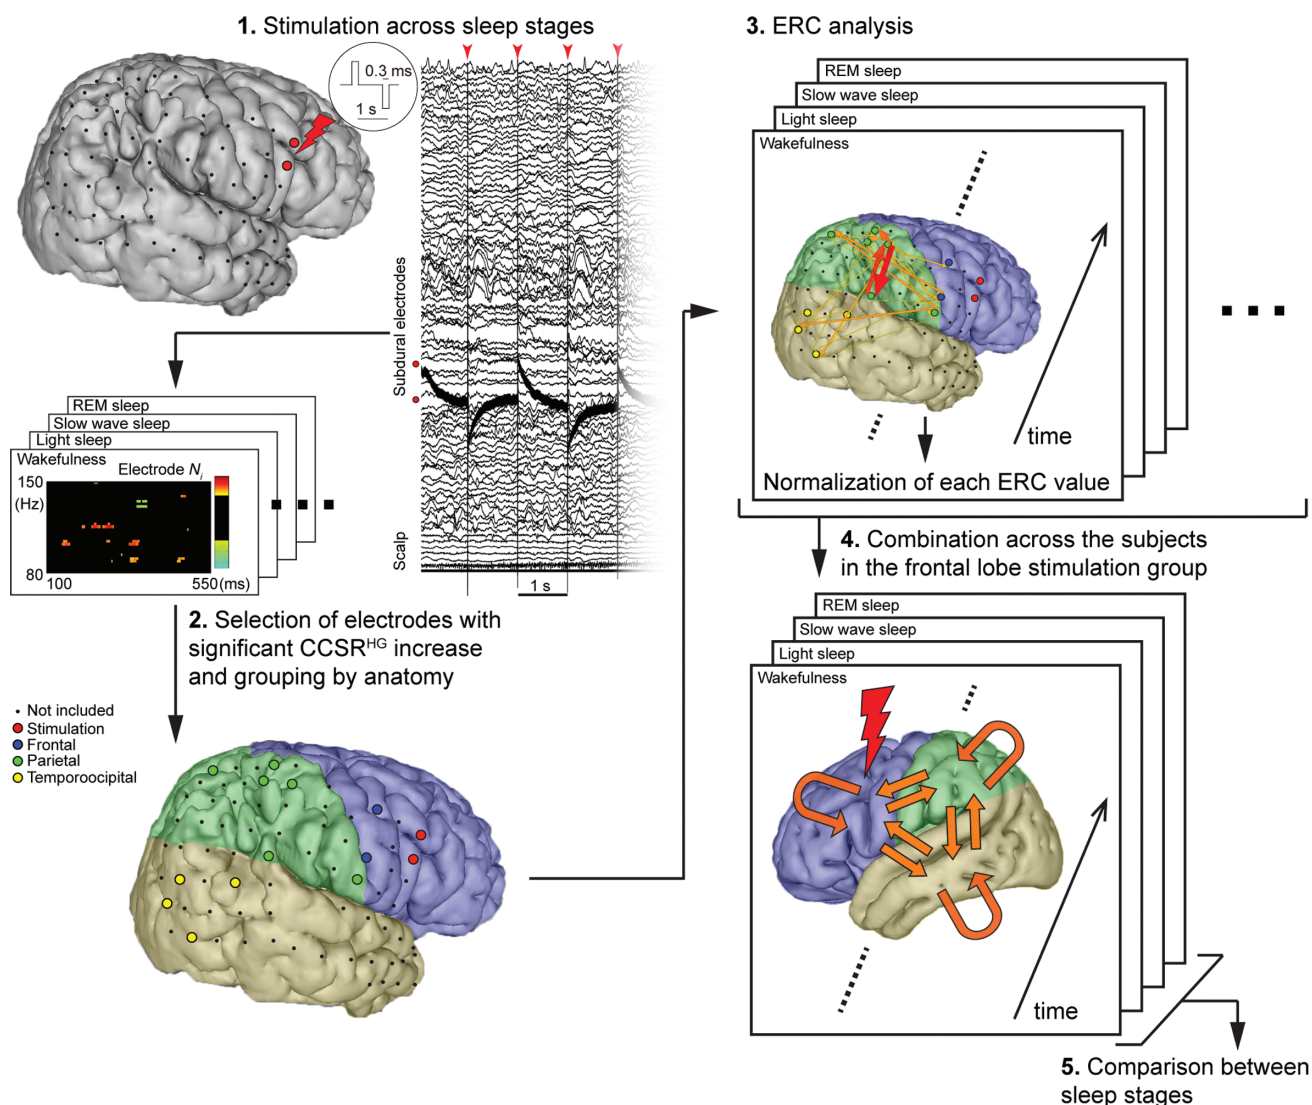 1. Stimulation across sleep stages
0.3 ms
1 s
Subdural electrodes
Scalp
1 s
REM sleep
Slow wave sleep
Light sleep
Wakefulness
Electrode Ni
150
(Hz)
80
100
550(ms)
2. Selection of electrodes with
significant CCSRHG increase
and grouping by anatomy
Not included
Stimulation
Frontal
Parietal
Temporoocipital
3. ERC analysis
REM sleep
Slow wave sleep
Light sleep
Wakefulness
time
Normalization of each ERC value
4. Combination across the subjects
in the frontal lobe stimulation group
REM sleep
Slow wave sleep
Light sleep
Wakefulness
time
5. Comparison between
sleep stages